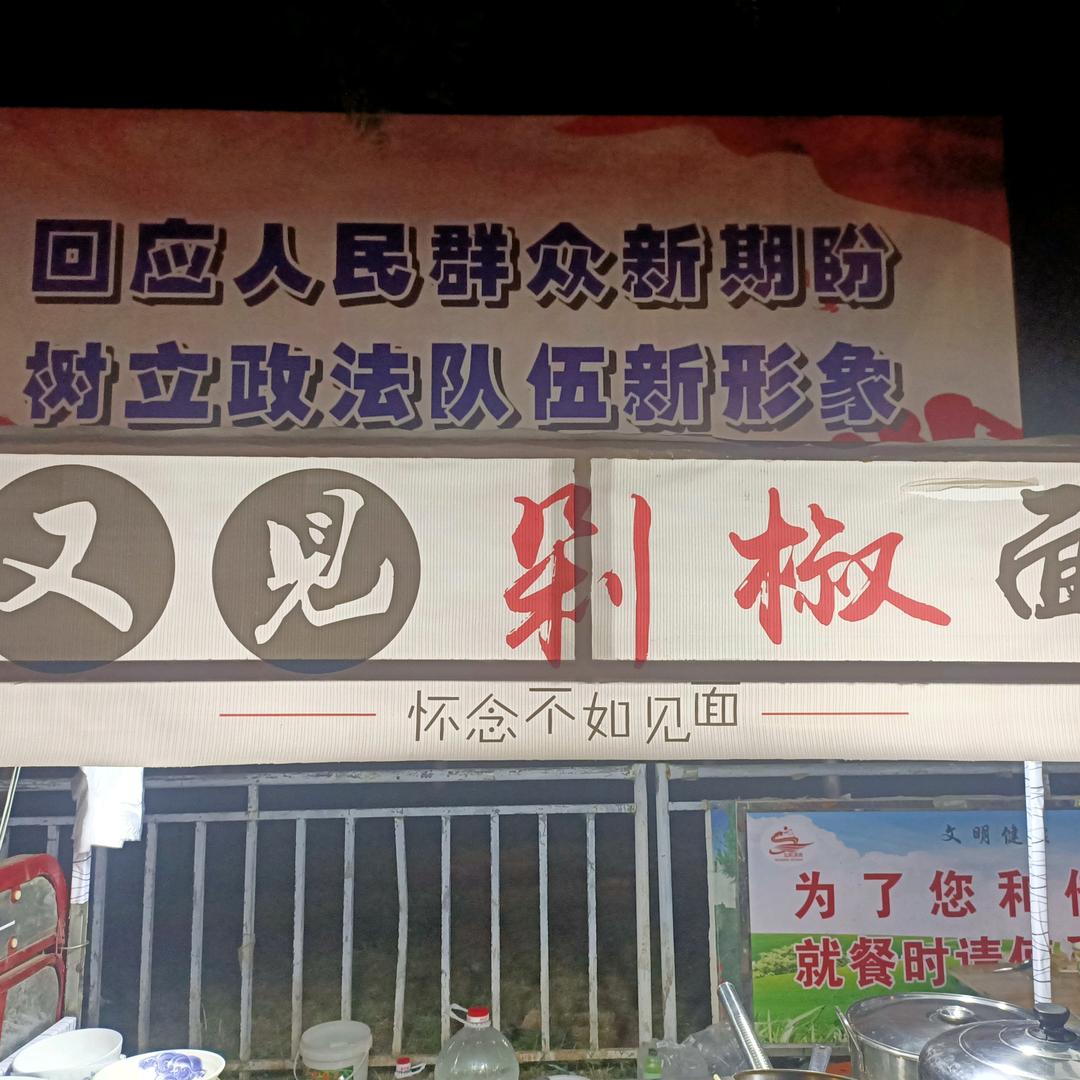 回应人民群众新期盼
树立政法队伍新形象
又见剁椒面
怀念不如见面
文明健
为了您和
就餐时请使